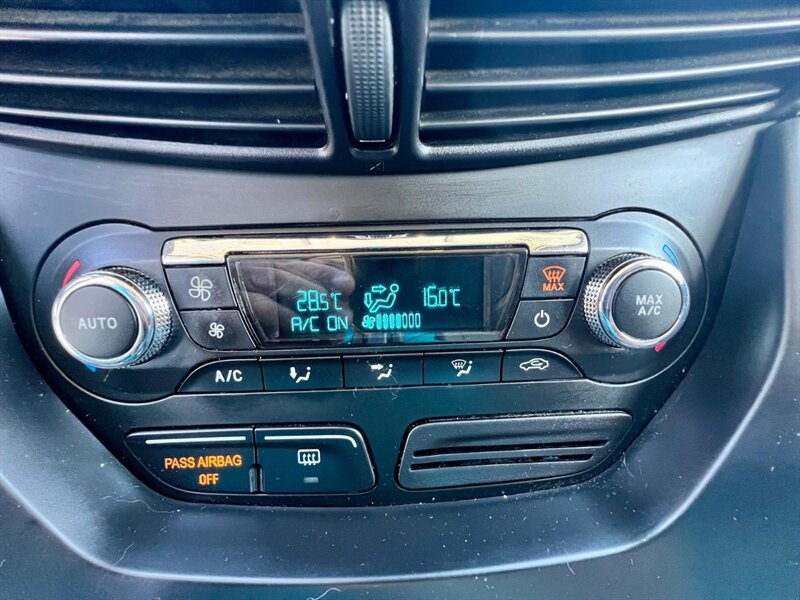 28.5°C 16.0°C
A/C ON
MAX
AUTO
MAX
A/C
A/C
PASS AIRBAG
OFF